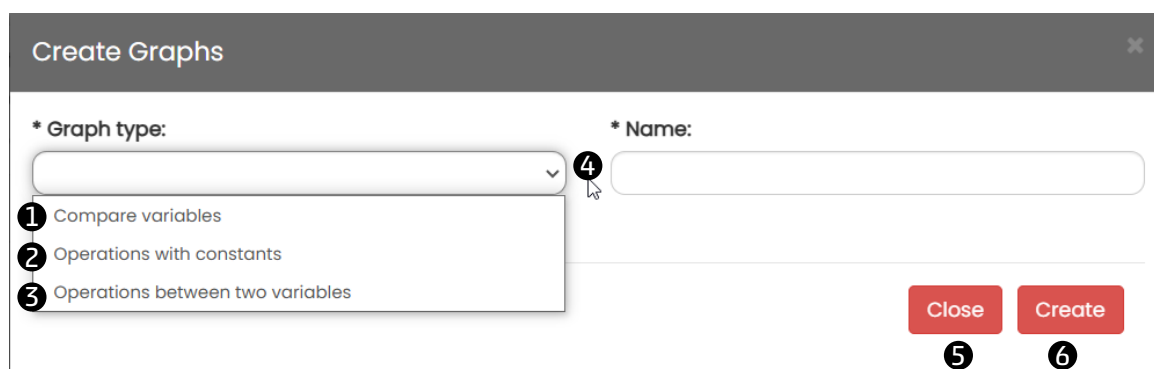 Create Graphs ×
* Graph type: * Name:
4
1 Compare variables
2 Operations with constants
3 Operations between two variables
Close Create
5 6